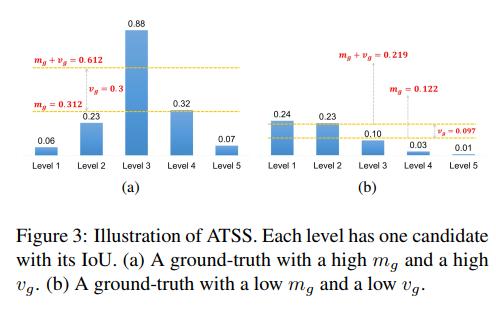 0.88
m_g + v_g = 0.612
v_g = 0.3
m_g = 0.312
0.32
0.23
0.06
0.07
Level 1 Level 2 Level 3 Level 4 Level 5
(a)
m_g + v_g = 0.219
m_g = 0.122
0.24 0.23
v_g = 0.097
0.10
0.03
0.01
Level 1 Level 2 Level 3 Level 4 Level 5
(b)
Figure 3: Illustration of ATSS. Each level has one candidate
with its IoU. (a) A ground-truth with a high m_g and a high
v_g. (b) A ground-truth with a low m_g and a low v_g.